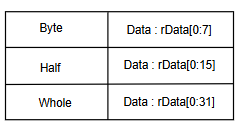 Byte Data : rData[0:7]
Half Data : rData[0:15]
Whole Data : rData[0:31]